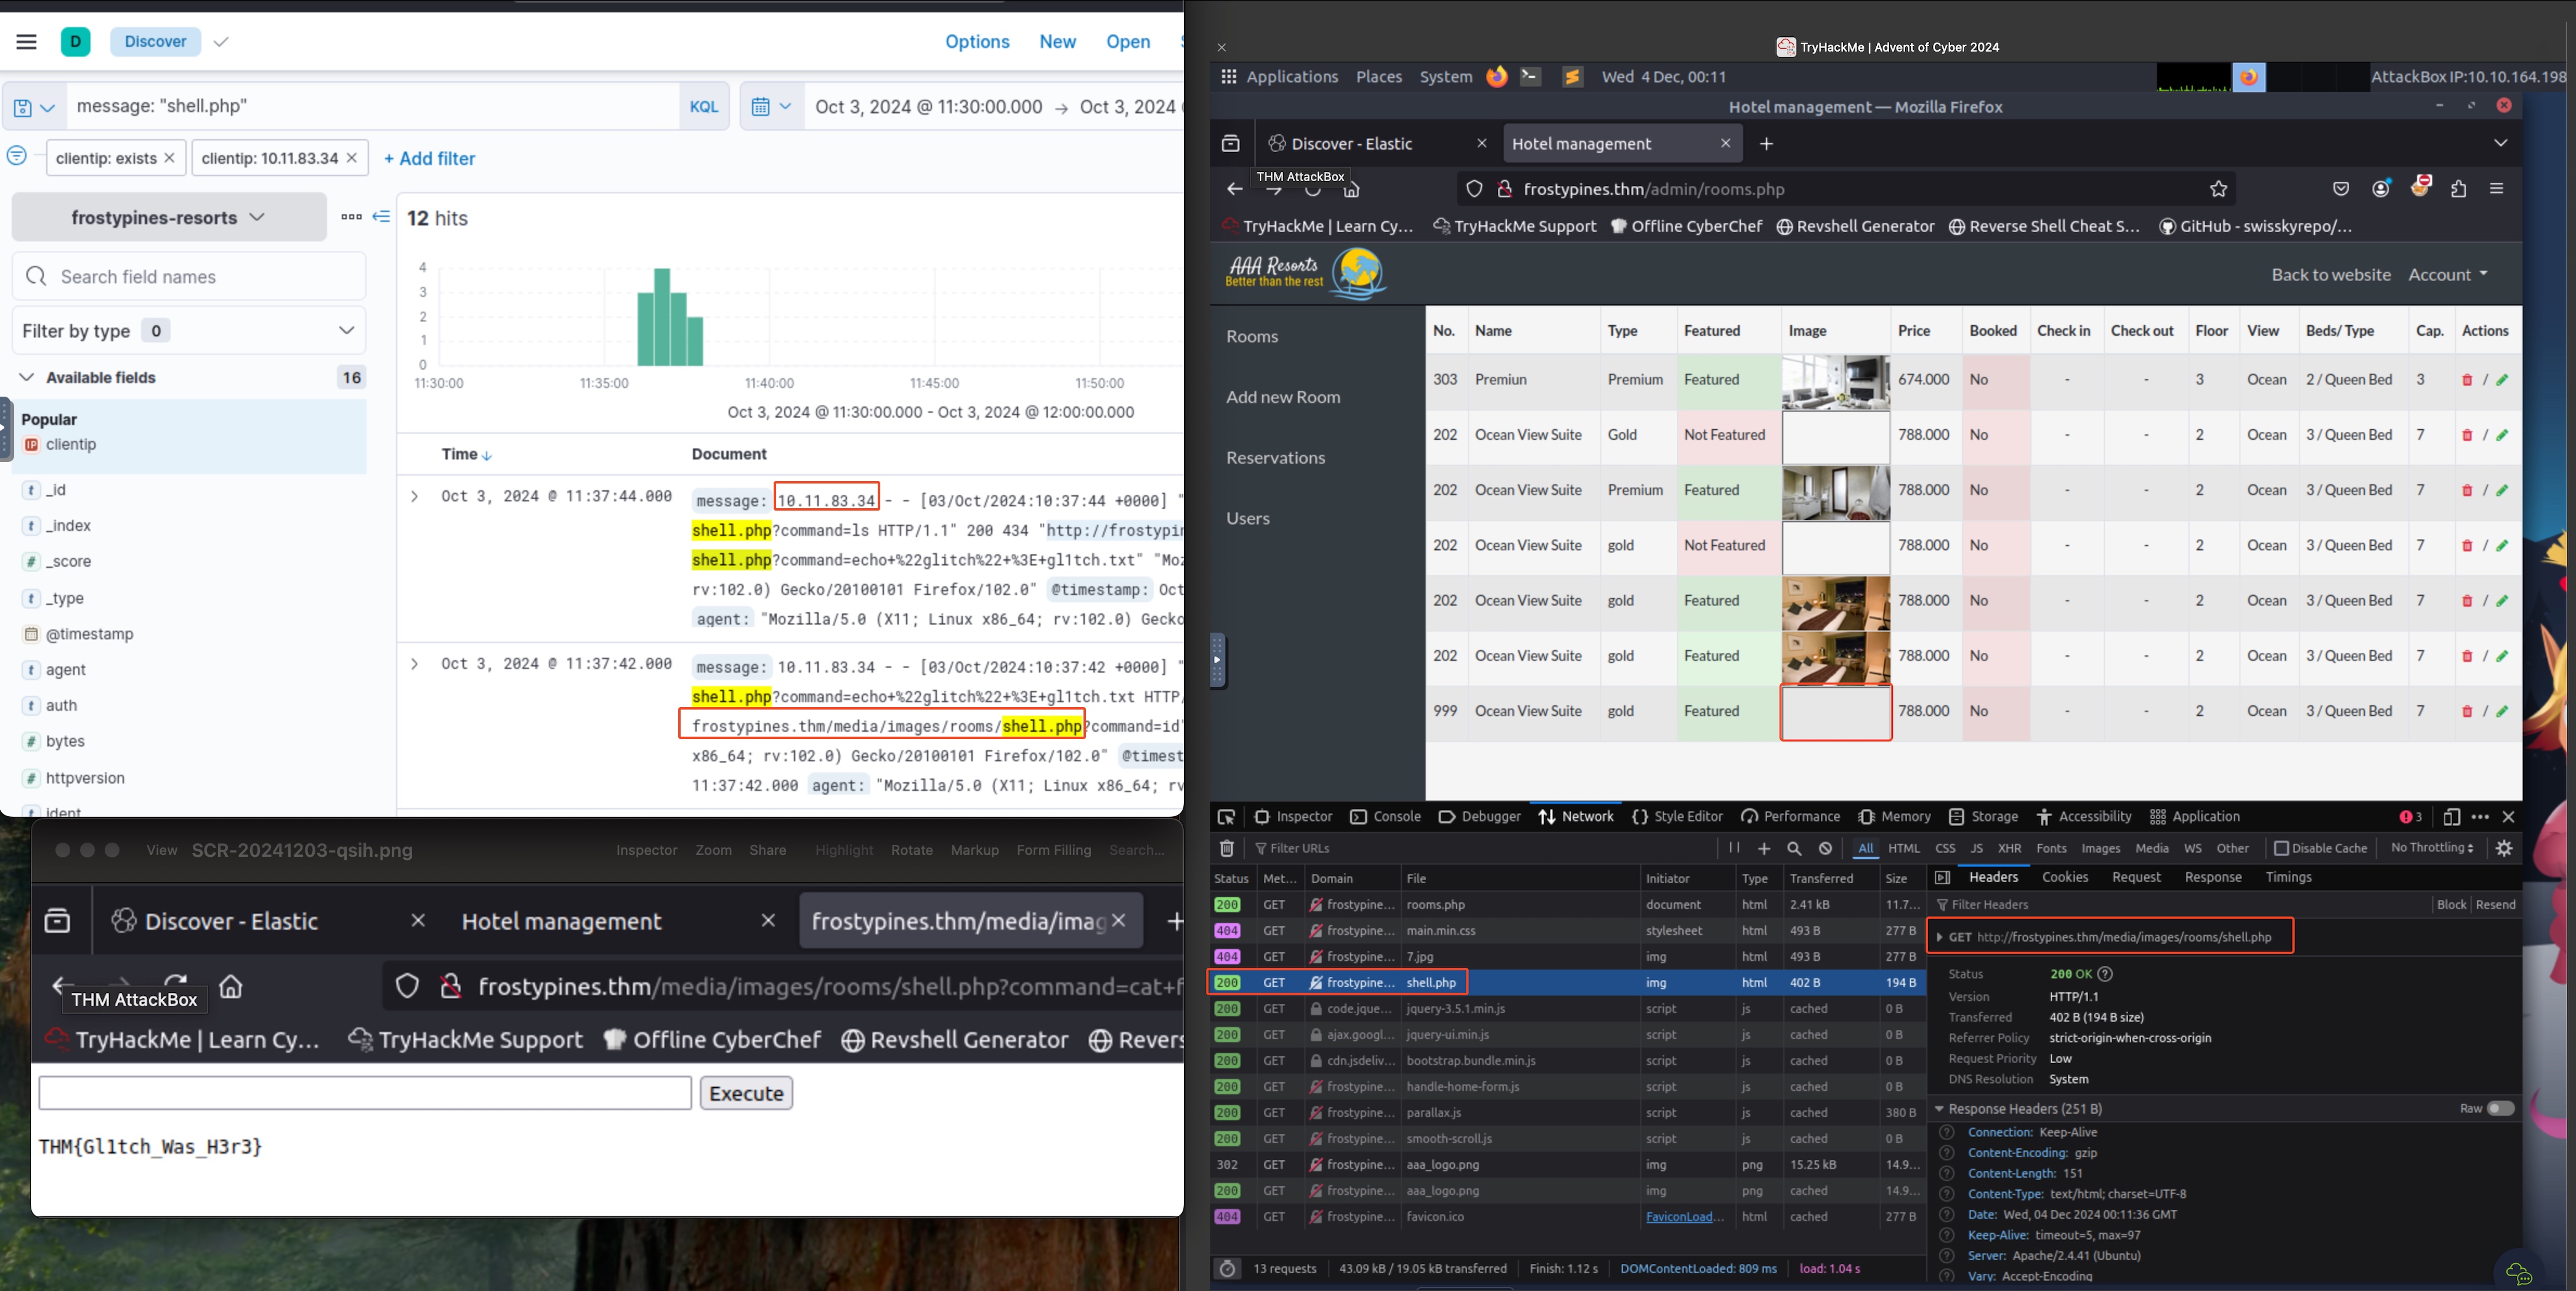 D Discover Options New Open
message: "shell.php" KQL Oct 3, 2024 @ 11:30:00.000 → Oct 3, 2024
clientip: exists × clientip: 10.11.83.34 × + Add filter
frostypines-resorts
12 hits
Search field names
Filter by type 0
Available fields 16
Popular
clientip
_id
_index
_score
_type
@timestamp
agent
auth
bytes
httpversion
ident
4
3
2
1
0
11:30:00 11:35:00 11:40:00 11:45:00 11:50:00
Oct 3, 2024 @ 11:30:00.000 - Oct 3, 2024 @ 12:00:00.000
Time Document
Oct 3, 2024 @ 11:37:44.000 message: 10.11.83.34 - - [03/Oct/2024:10:37:44 +0000] "
shell.php?command=ls HTTP/1.1" 200 434 "http://frostypin
shell.php?command=echo+%22glitch%22+%3E+gl1tch.txt" "Moz
rv:102.0) Gecko/20100101 Firefox/102.0" @timestamp: Oct
agent: "Mozilla/5.0 (X11; Linux x86_64; rv:102.0) Gecko
Oct 3, 2024 @ 11:37:42.000 message: 10.11.83.34 - - [03/Oct/2024:10:37:42 +0000] "
shell.php?command=echo+%22glitch%22+%3E+gl1tch.txt HTTP/
frostypines.thm/media/images/rooms/shell.php?command=id"
x86_64; rv:102.0) Gecko/20100101 Firefox/102.0" @timest
11:37:42.000 agent: "Mozilla/5.0 (X11; Linux x86_64; rv
View SCR-20241203-qsih.png Inspector Zoom Share Highlight Rotate Markup Form Filling Search...
Discover - Elastic Hotel management frostypines.thm/media/imag
frostypines.thm/media/images/rooms/shell.php?command=cat+f
THM AttackBox
TryHackMe | Learn Cy... TryHackMe Support Offline CyberChef Revshell Generator Revers
Execute
THM{Gl1tch_Was_H3r3}
TryHackMe | Advent of Cyber 2024
Applications Places System Wed 4 Dec, 00:11 AttackBox IP:10.10.164.198
Hotel management — Mozilla Firefox
Discover - Elastic Hotel management
THM AttackBox
frostypines.thm/admin/rooms.php
TryHackMe | Learn Cy... TryHackMe Support Offline CyberChef Revshell Generator Reverse Shell Cheat S... GitHub - swisskyrepo/...
AAA Resorts
Better than the rest
Back to website Account
Rooms
Add new Room
Reservations
Users
No. Name Type Featured Image Price Booked Check in Check out Floor View Beds/ Type Cap. Actions
303 Premiun Premium Featured 674.000 No - - 3 Ocean 2 / Queen Bed 3 /
202 Ocean View Suite Gold Not Featured 788.000 No - - 2 Ocean 3 / Queen Bed 7 /
202 Ocean View Suite Premium Featured 788.000 No - - 2 Ocean 3 / Queen Bed 7 /
202 Ocean View Suite gold Not Featured 788.000 No - - 2 Ocean 3 / Queen Bed 7 /
202 Ocean View Suite gold Featured 788.000 No - - 2 Ocean 3 / Queen Bed 7 /
202 Ocean View Suite gold Featured 788.000 No - - 2 Ocean 3 / Queen Bed 7 /
999 Ocean View Suite gold Featured 788.000 No - - 2 Ocean 3 / Queen Bed 7 /
Inspector Console Debugger Network Style Editor Performance Memory Storage Accessibility Application 3
Filter URLs All HTML CSS JS XHR Fonts Images Media WS Other Disable Cache No Throttling
Status Met... Domain File Initiator Type Transferred Size
200 GET frostypine... rooms.php document html 2.41 kB 11.7...
404 GET frostypine... main.min.css stylesheet html 493 B 277 B
404 GET frostypine... 7.jpg img html 493 B 277 B
200 GET frostypine... shell.php img html 402 B 194 B
200 GET code.jque... jquery-3.5.1.min.js script js cached 0 B
200 GET ajax.googl... jquery-ui.min.js script js cached 0 B
200 GET cdn.jsdeliv... bootstrap.bundle.min.js script js cached 0 B
200 GET frostypine... handle-home-form.js script js cached 0 B
200 GET frostypine... parallax.js script js cached 380 B
200 GET frostypine... smooth-scroll.js script js cached 0 B
302 GET frostypine... aaa_logo.png img png 15.25 kB 14.9...
200 GET frostypine... aaa_logo.png img png cached 14.9...
404 GET frostypine... favicon.ico FaviconLoad... html cached 277 B
13 requests 43.09 kB / 19.05 kB transferred Finish: 1.12 s DOMContentLoaded: 809 ms load: 1.04 s
Headers Cookies Request Response Timings
Filter Headers Block Resend
GET http://frostypines.thm/media/images/rooms/shell.php
Status 200 OK
Version HTTP/1.1
Transferred 402 B (194 B size)
Referrer Policy strict-origin-when-cross-origin
Request Priority Low
DNS Resolution System
Response Headers (251 B) Raw
Connection: Keep-Alive
Content-Encoding: gzip
Content-Length: 151
Content-Type: text/html; charset=UTF-8
Date: Wed, 04 Dec 2024 00:11:36 GMT
Keep-Alive: timeout=5, max=97
Server: Apache/2.4.41 (Ubuntu)
Vary: Accept-Encoding